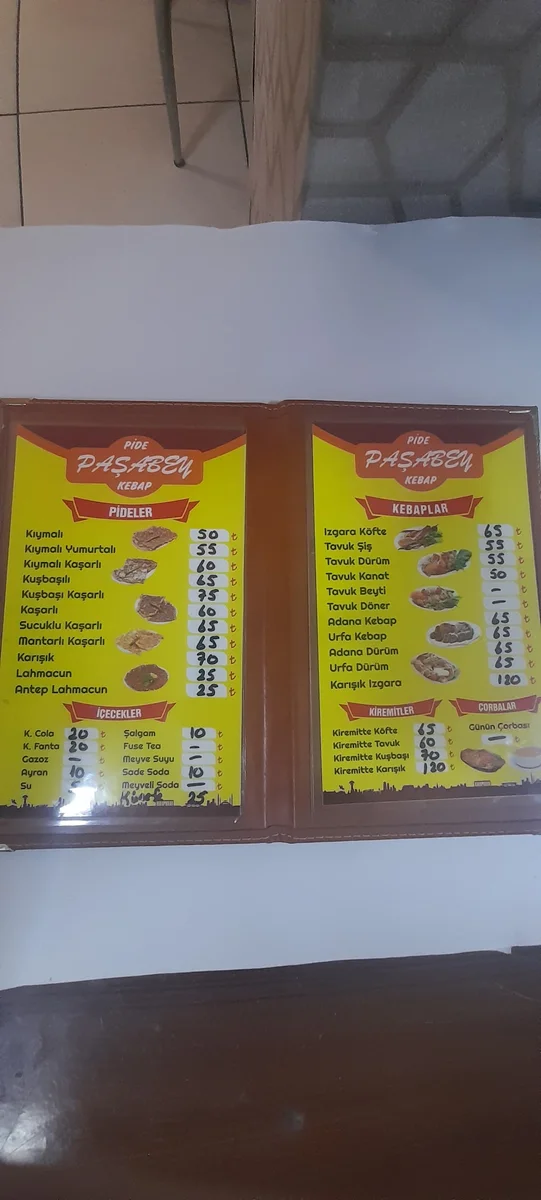 PİDE
PAŞABEY
KEBAP
PİDELER
Kıymalı 50 ₺
Kıymalı Yumurtalı 55 ₺
Kıymalı Kaşarlı 60 ₺
Kuşbaşılı 65 ₺
Kuşbaşı Kaşarlı 75 ₺
Kaşarlı 60 ₺
Sucuklu Kaşarlı 65 ₺
Mantarlı Kaşarlı 65 ₺
Karışık 70 ₺
Lahmacun 25 ₺
Antep Lahmacun 25 ₺
İÇECEKLER
K. Cola 20 ₺
K. Fanta 20 ₺
Gazoz - ₺
Ayran 10 ₺
Su ₺
Şalgam 10 ₺
Fuse Tea - ₺
Meyve Suyu - ₺
Sade Soda 10 ₺
Meyveli Soda - ₺
25
PİDE
PAŞABEY
KEBAP
KEBAPLAR
Izgara Köfte 65 ₺
Tavuk Şiş 55 ₺
Tavuk Dürüm 55 ₺
Tavuk Kanat 50 ₺
Tavuk Beyti - ₺
Tavuk Döner - ₺
Adana Kebap 65 ₺
Urfa Kebap 65 ₺
Adana Dürüm 65 ₺
Urfa Dürüm 65 ₺
Karışık Izgara 120 ₺
KİREMİTLER
Kiremitte Köfte 65 ₺
Kiremitte Tavuk 60 ₺
Kiremitte Kuşbaşı 70 ₺
Kiremitte Karışık 120 ₺
ÇORBALAR
Günün Çorbası
- ₺